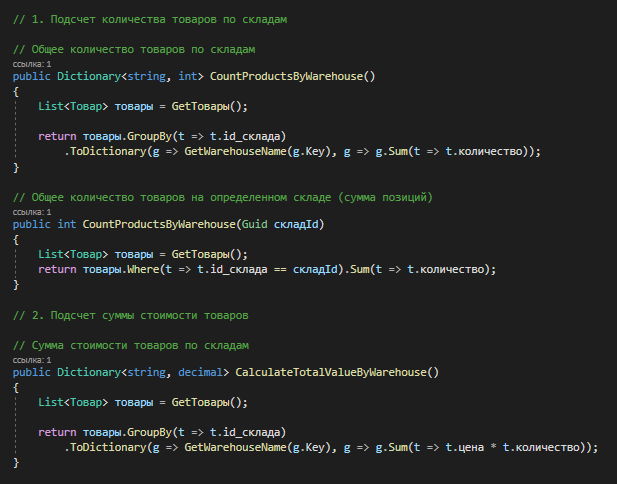 // 1. Подсчет количества товаров по складам
// Общее количество товаров по складам
ссылка: 1
public Dictionary<string, int> CountProductsByWarehouse()
{
List<Товар> товары = GetТовары();
return товары.GroupBy(t => t.id_склада)
.ToDictionary(g => GetWarehouseName(g.Key), g => g.Sum(t => t.количество));
}
// Общее количество товаров на определенном складе (сумма позиций)
ссылка: 1
public int CountProductsByWarehouse(Guid складId)
{
List<Товар> товары = GetТовары();
return товары.Where(t => t.id_склада == складId).Sum(t => t.количество);
}
// 2. Подсчет суммы стоимости товаров
// Сумма стоимости товаров по складам
ссылка: 1
public Dictionary<string, decimal> CalculateTotalValueByWarehouse()
{
List<Товар> товары = GetТовары();
return товары.GroupBy(t => t.id_склада)
.ToDictionary(g => GetWarehouseName(g.Key), g => g.Sum(t => t.цена * t.количество));
}